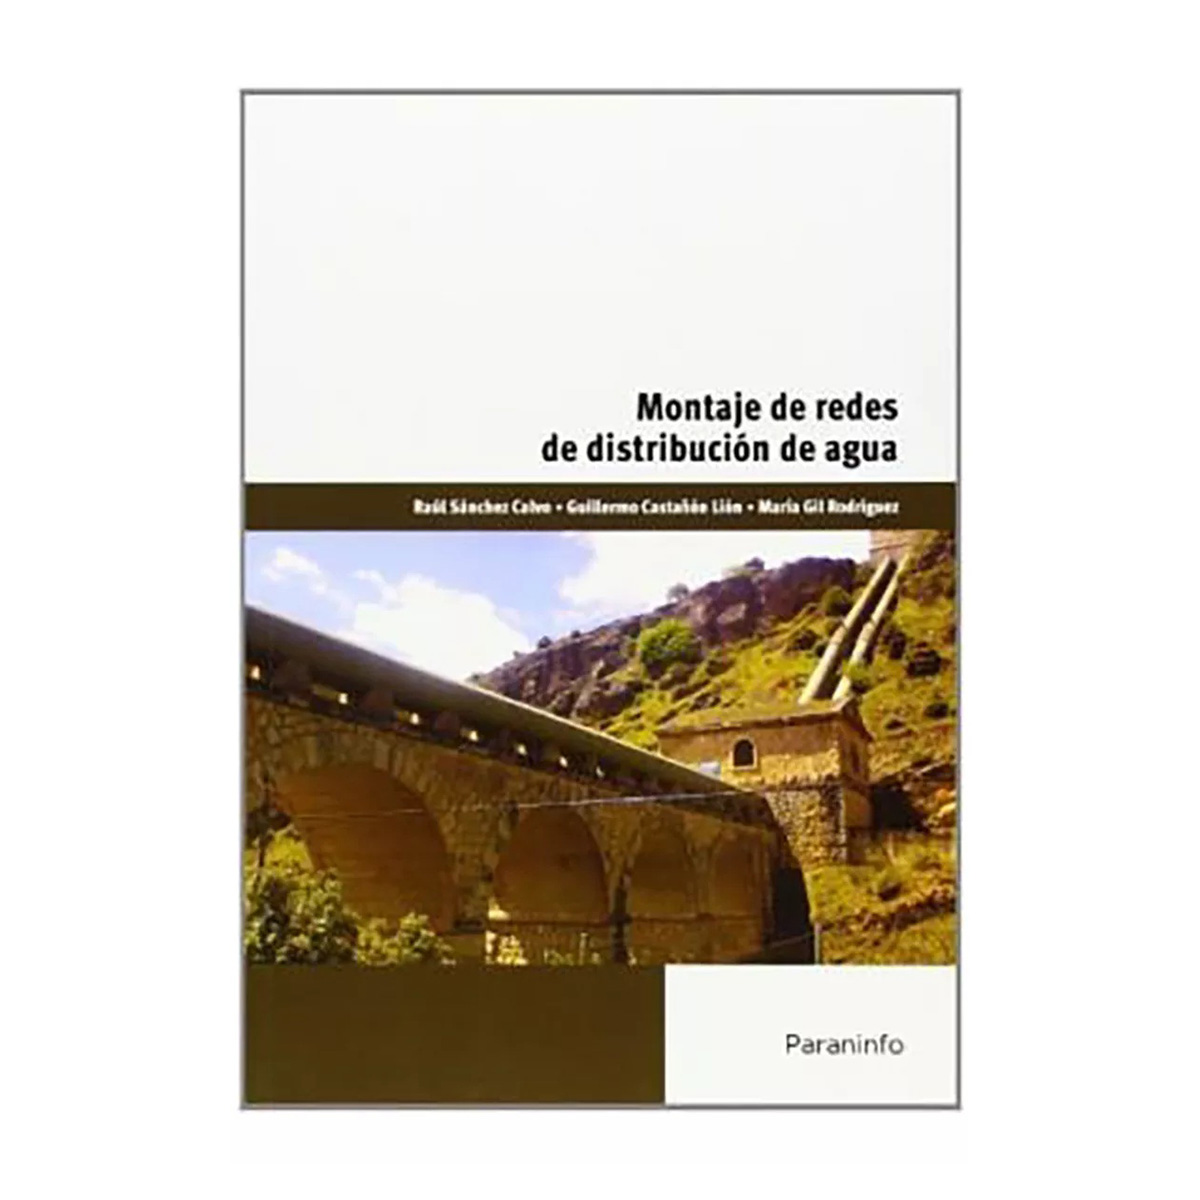 Montaje de redes
de distribución de agua
Raúl Sánchez Calvo • Guillermo Castañón Lión • María Gil Rodríguez
Paraninfo